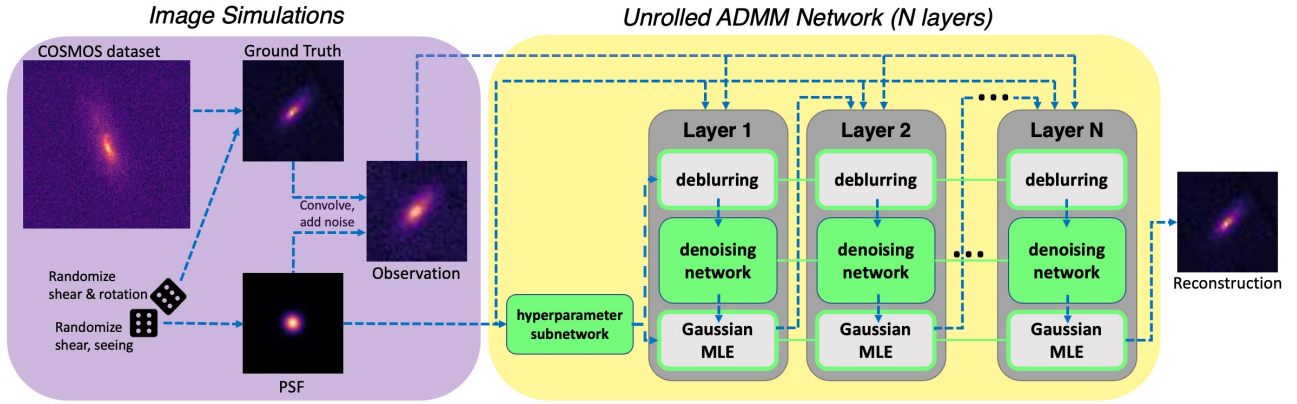 Image Simulations
COSMOS dataset
Ground Truth
Convolve,
add noise
Observation
Randomize
shear & rotation
Randomize
shear, seeing
PSF
Unrolled ADMM Network (N layers)
hyperparameter
subnetwork
Layer 1
deblurring
denoising
network
Gaussian
MLE
Layer 2
deblurring
denoising
network
Gaussian
MLE
Layer N
deblurring
denoising
network
Gaussian
MLE
Reconstruction